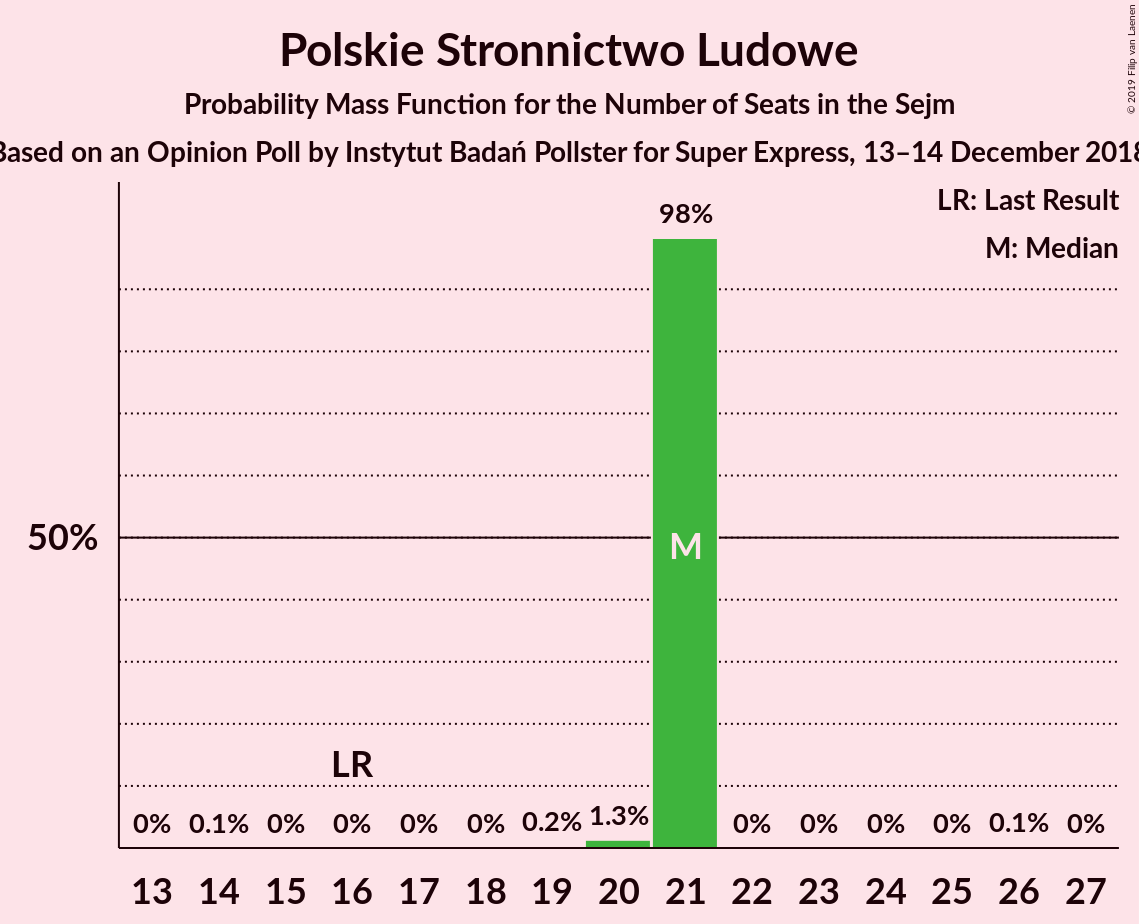 Polskie Stronnictwo Ludowe
Probability Mass Function for the Number of Seats in the Sejm
Based on an Opinion Poll by Instytut Badań Pollster for Super Express, 13–14 December 2018
© 2019 Filip van Laenen
LR: Last Result
M: Median
98%
50%
M
LR
0% 0.1% 0% 0% 0% 0% 0.2% 1.3% 0% 0% 0% 0% 0.1% 0%
13 14 15 16 17 18 19 20 21 22 23 24 25 26 27